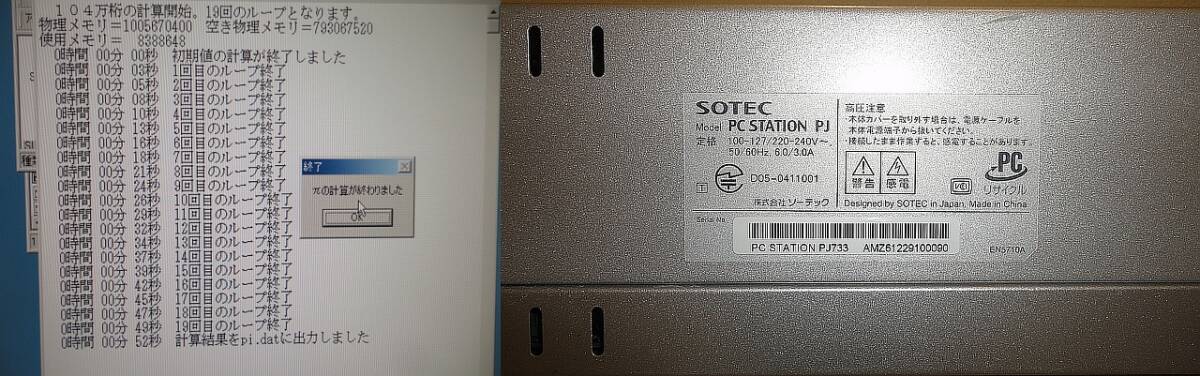 １０４万桁の計算開始。19回のループとなります。
物理メモリ＝1005670400 空き物理メモリ＝793067520
使用メモリ＝ 8388648
0時間 00分 00秒 初期値の計算が終了しました
0時間 00分 03秒 1回目のループ終了
0時間 00分 05秒 2回目のループ終了
0時間 00分 08秒 3回目のループ終了
0時間 00分 10秒 4回目のループ終了
0時間 00分 13秒 5回目のループ終了
0時間 00分 16秒 6回目のループ終了
0時間 00分 18秒 7回目のループ終了
0時間 00分 21秒 8回目のループ終了
0時間 00分 24秒 9回目のループ終了
0時間 00分 26秒 10回目のループ終了
0時間 00分 29秒 11回目のループ終了
0時間 00分 32秒 12回目のループ終了
0時間 00分 34秒 13回目のループ終了
0時間 00分 37秒 14回目のループ終了
0時間 00分 39秒 15回目のループ終了
0時間 00分 42秒 16回目のループ終了
0時間 00分 45秒 17回目のループ終了
0時間 00分 47秒 18回目のループ終了
0時間 00分 49秒 19回目のループ終了
0時間 00分 52秒 計算結果をpi.datに出力しました
終了
πの計算が終わりました
OK
SOTEC
Model PC STATION PJ
定格 100-127/220-240V～,
50/60Hz, 6.0/3.0A
T
D05-0411001
株式会社 ソーテック
高圧注意
・本体カバーを取り外す場合は、電源ケーブルを
本体電源端子から抜いてください。
・接続したまま作業すると、感電することがあります。
警告
感電
VCCI
PC
リサイクル
Designed by SOTEC in Japan, Made in China
Serial No.
PC STATION PJ733 AMZ61229100090
EN5710A